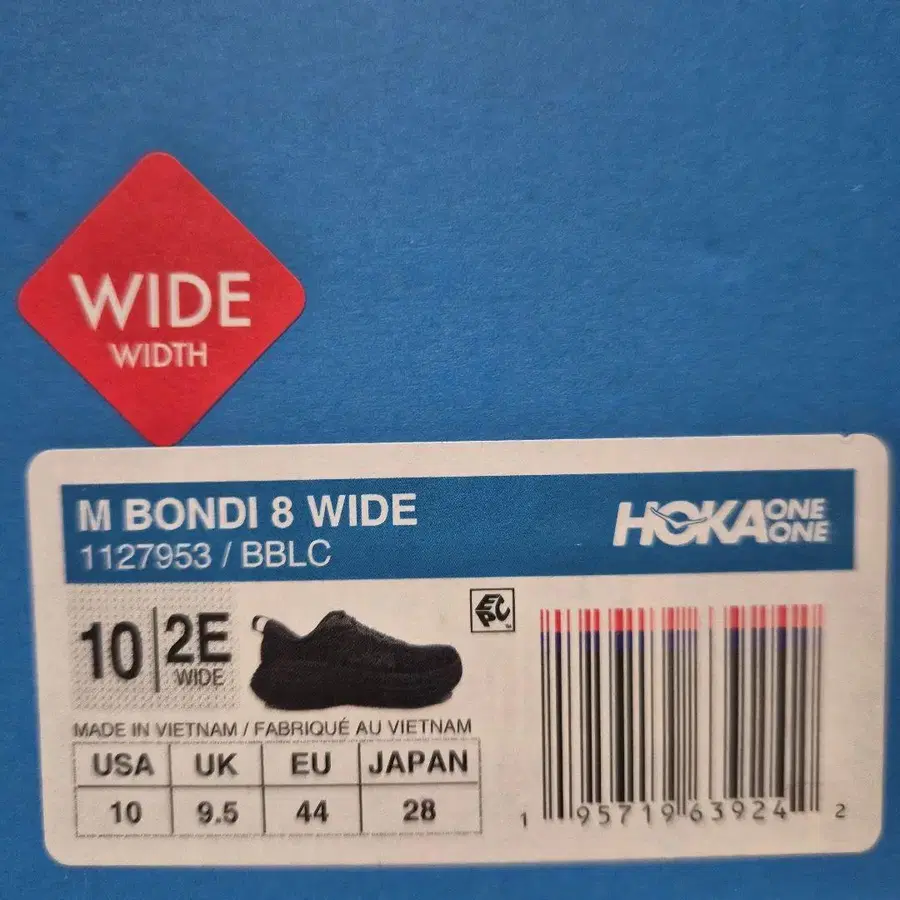 WIDE
WIDTH
M BONDI 8 WIDE
1127953 / BBLC
HOKA ONE ONE
10 2E WIDE
EPC
MADE IN VIETNAM / FABRIQUÉ AU VIETNAM
USA UK EU JAPAN
10 9.5 44 28
1 95719 63924 2